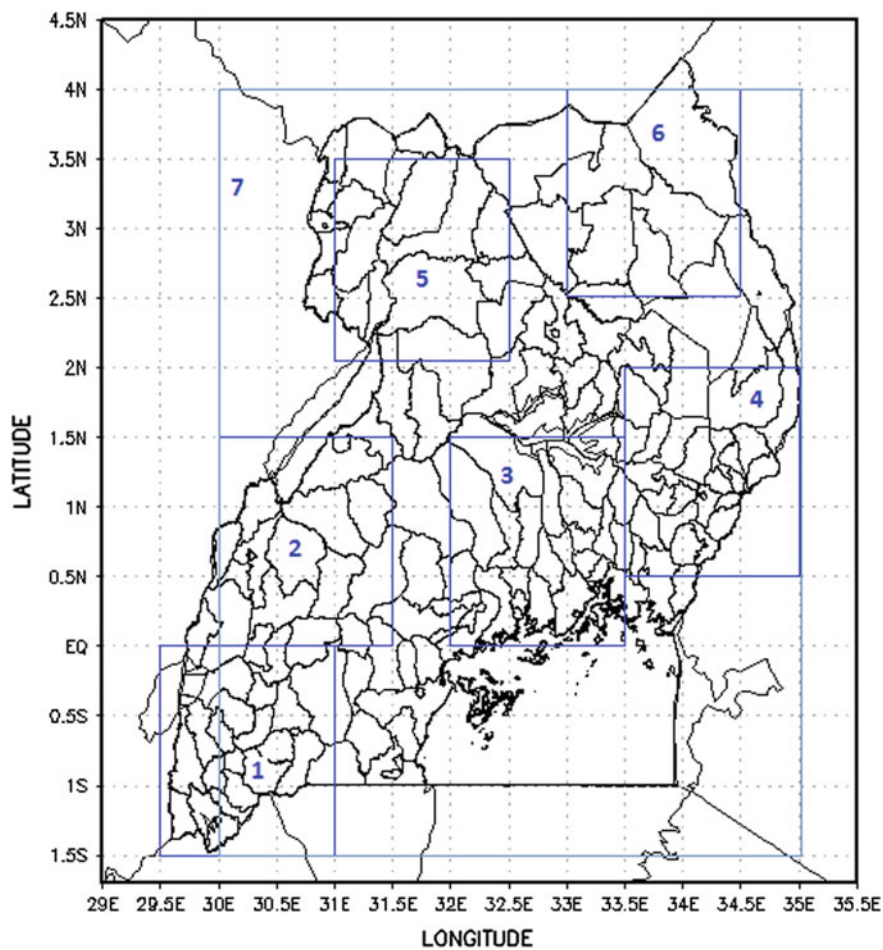 4.5N
4N
3.5N
3N
2.5N
2N
1.5N
1N
0.5N
EQ
0.5S
1S
1.5S
LATITUDE
6
7
5
4
3
2
1
29E 29.5E 30E 30.5E 31E 31.5E 32E 32.5E 33E 33.5E 34E 34.5E 35E 35.5E
LONGITUDE